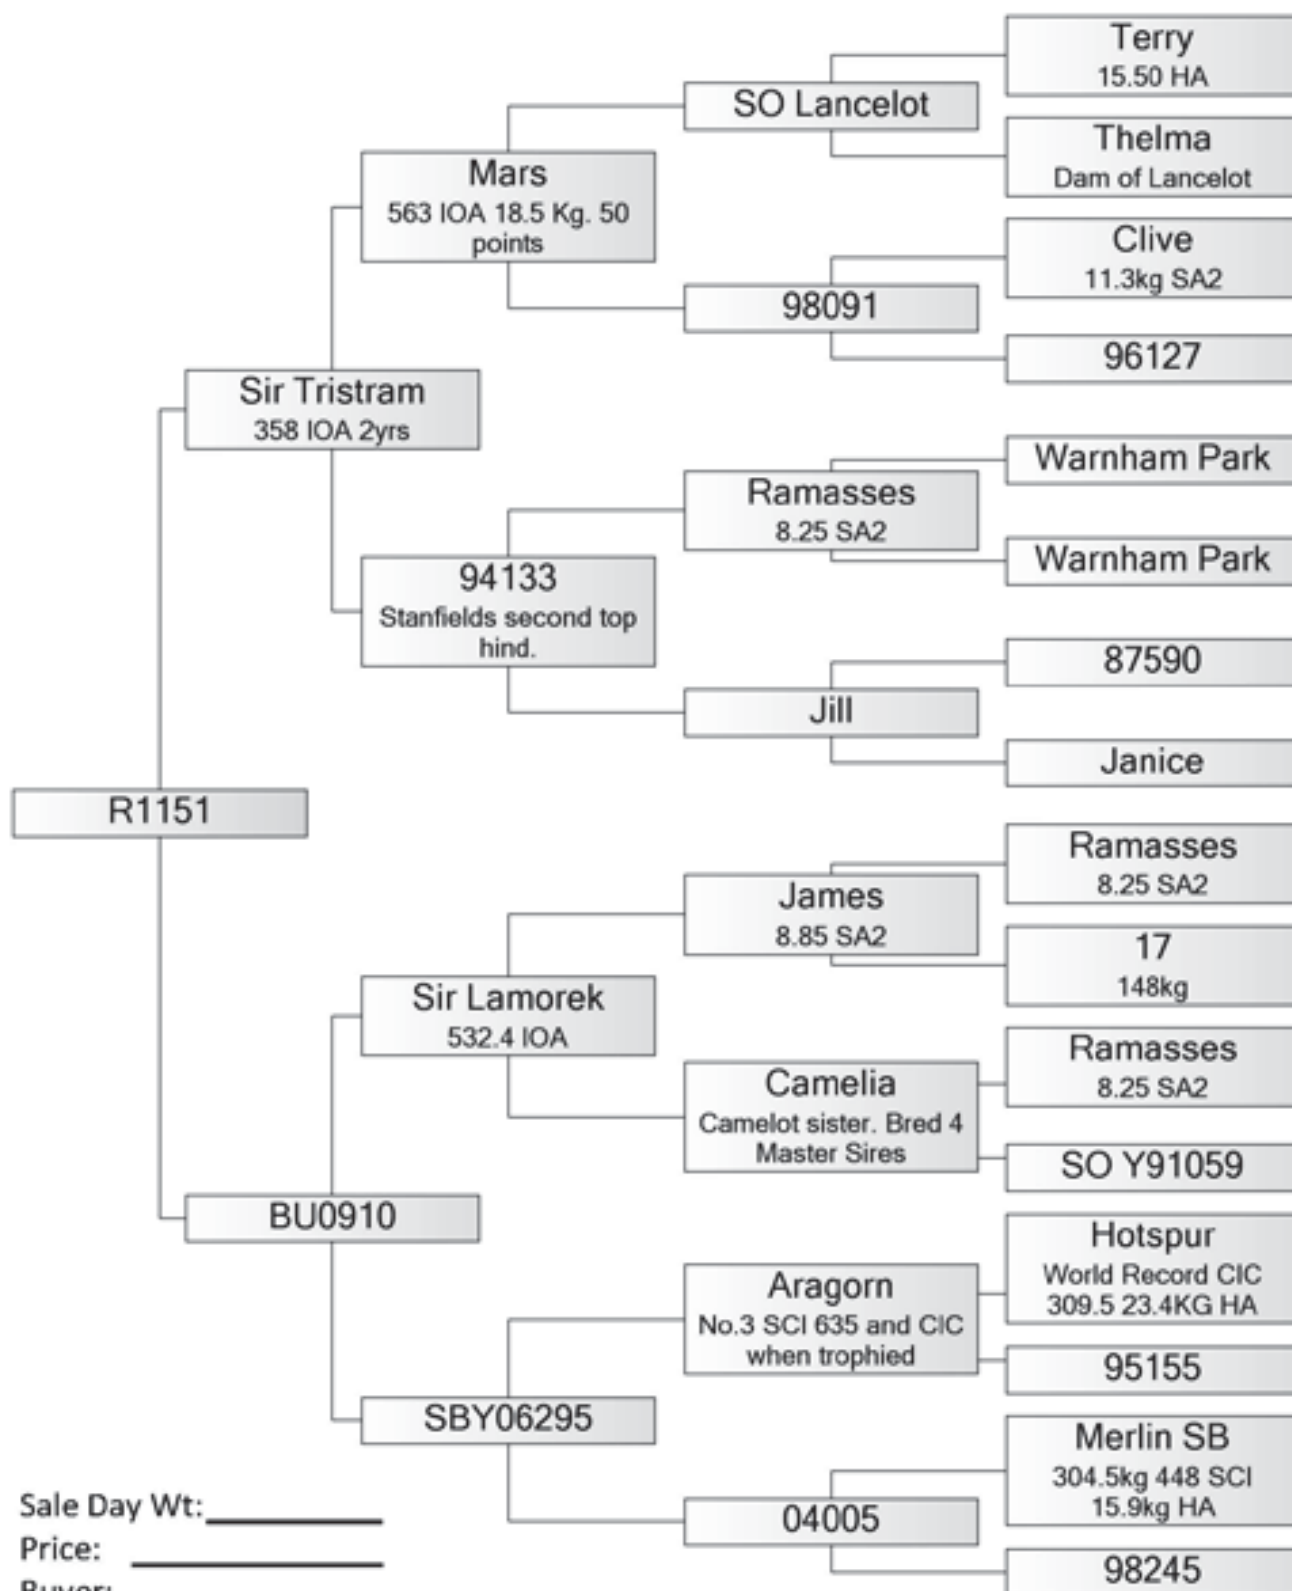 Terry
15.50 HA
SO Lancelot
Thelma
Dam of Lancelot
Mars
563 IOA 18.5 Kg. 50
points
Clive
11.3kg SA2
98091
96127
Sir Tristram
358 IOA 2yrs
Warnham Park
Ramasses
8.25 SA2
Warnham Park
94133
Stanfields second top
hind.
87590
Jill
Janice
R1151
Ramasses
8.25 SA2
James
8.85 SA2
17
148kg
Sir Lamorek
532.4 IOA
Ramasses
8.25 SA2
Camelia
Camelot sister. Bred 4
Master Sires
SO Y91059
BU0910
Hotspur
World Record CIC
309.5 23.4KG HA
Aragorn
No.3 SCI 635 and CIC
when trophied
95155
SBY06295
Merlin SB
304.5kg 448 SCI
15.9kg HA
04005
98245
Sale Day Wt:
Price:
Buyer: